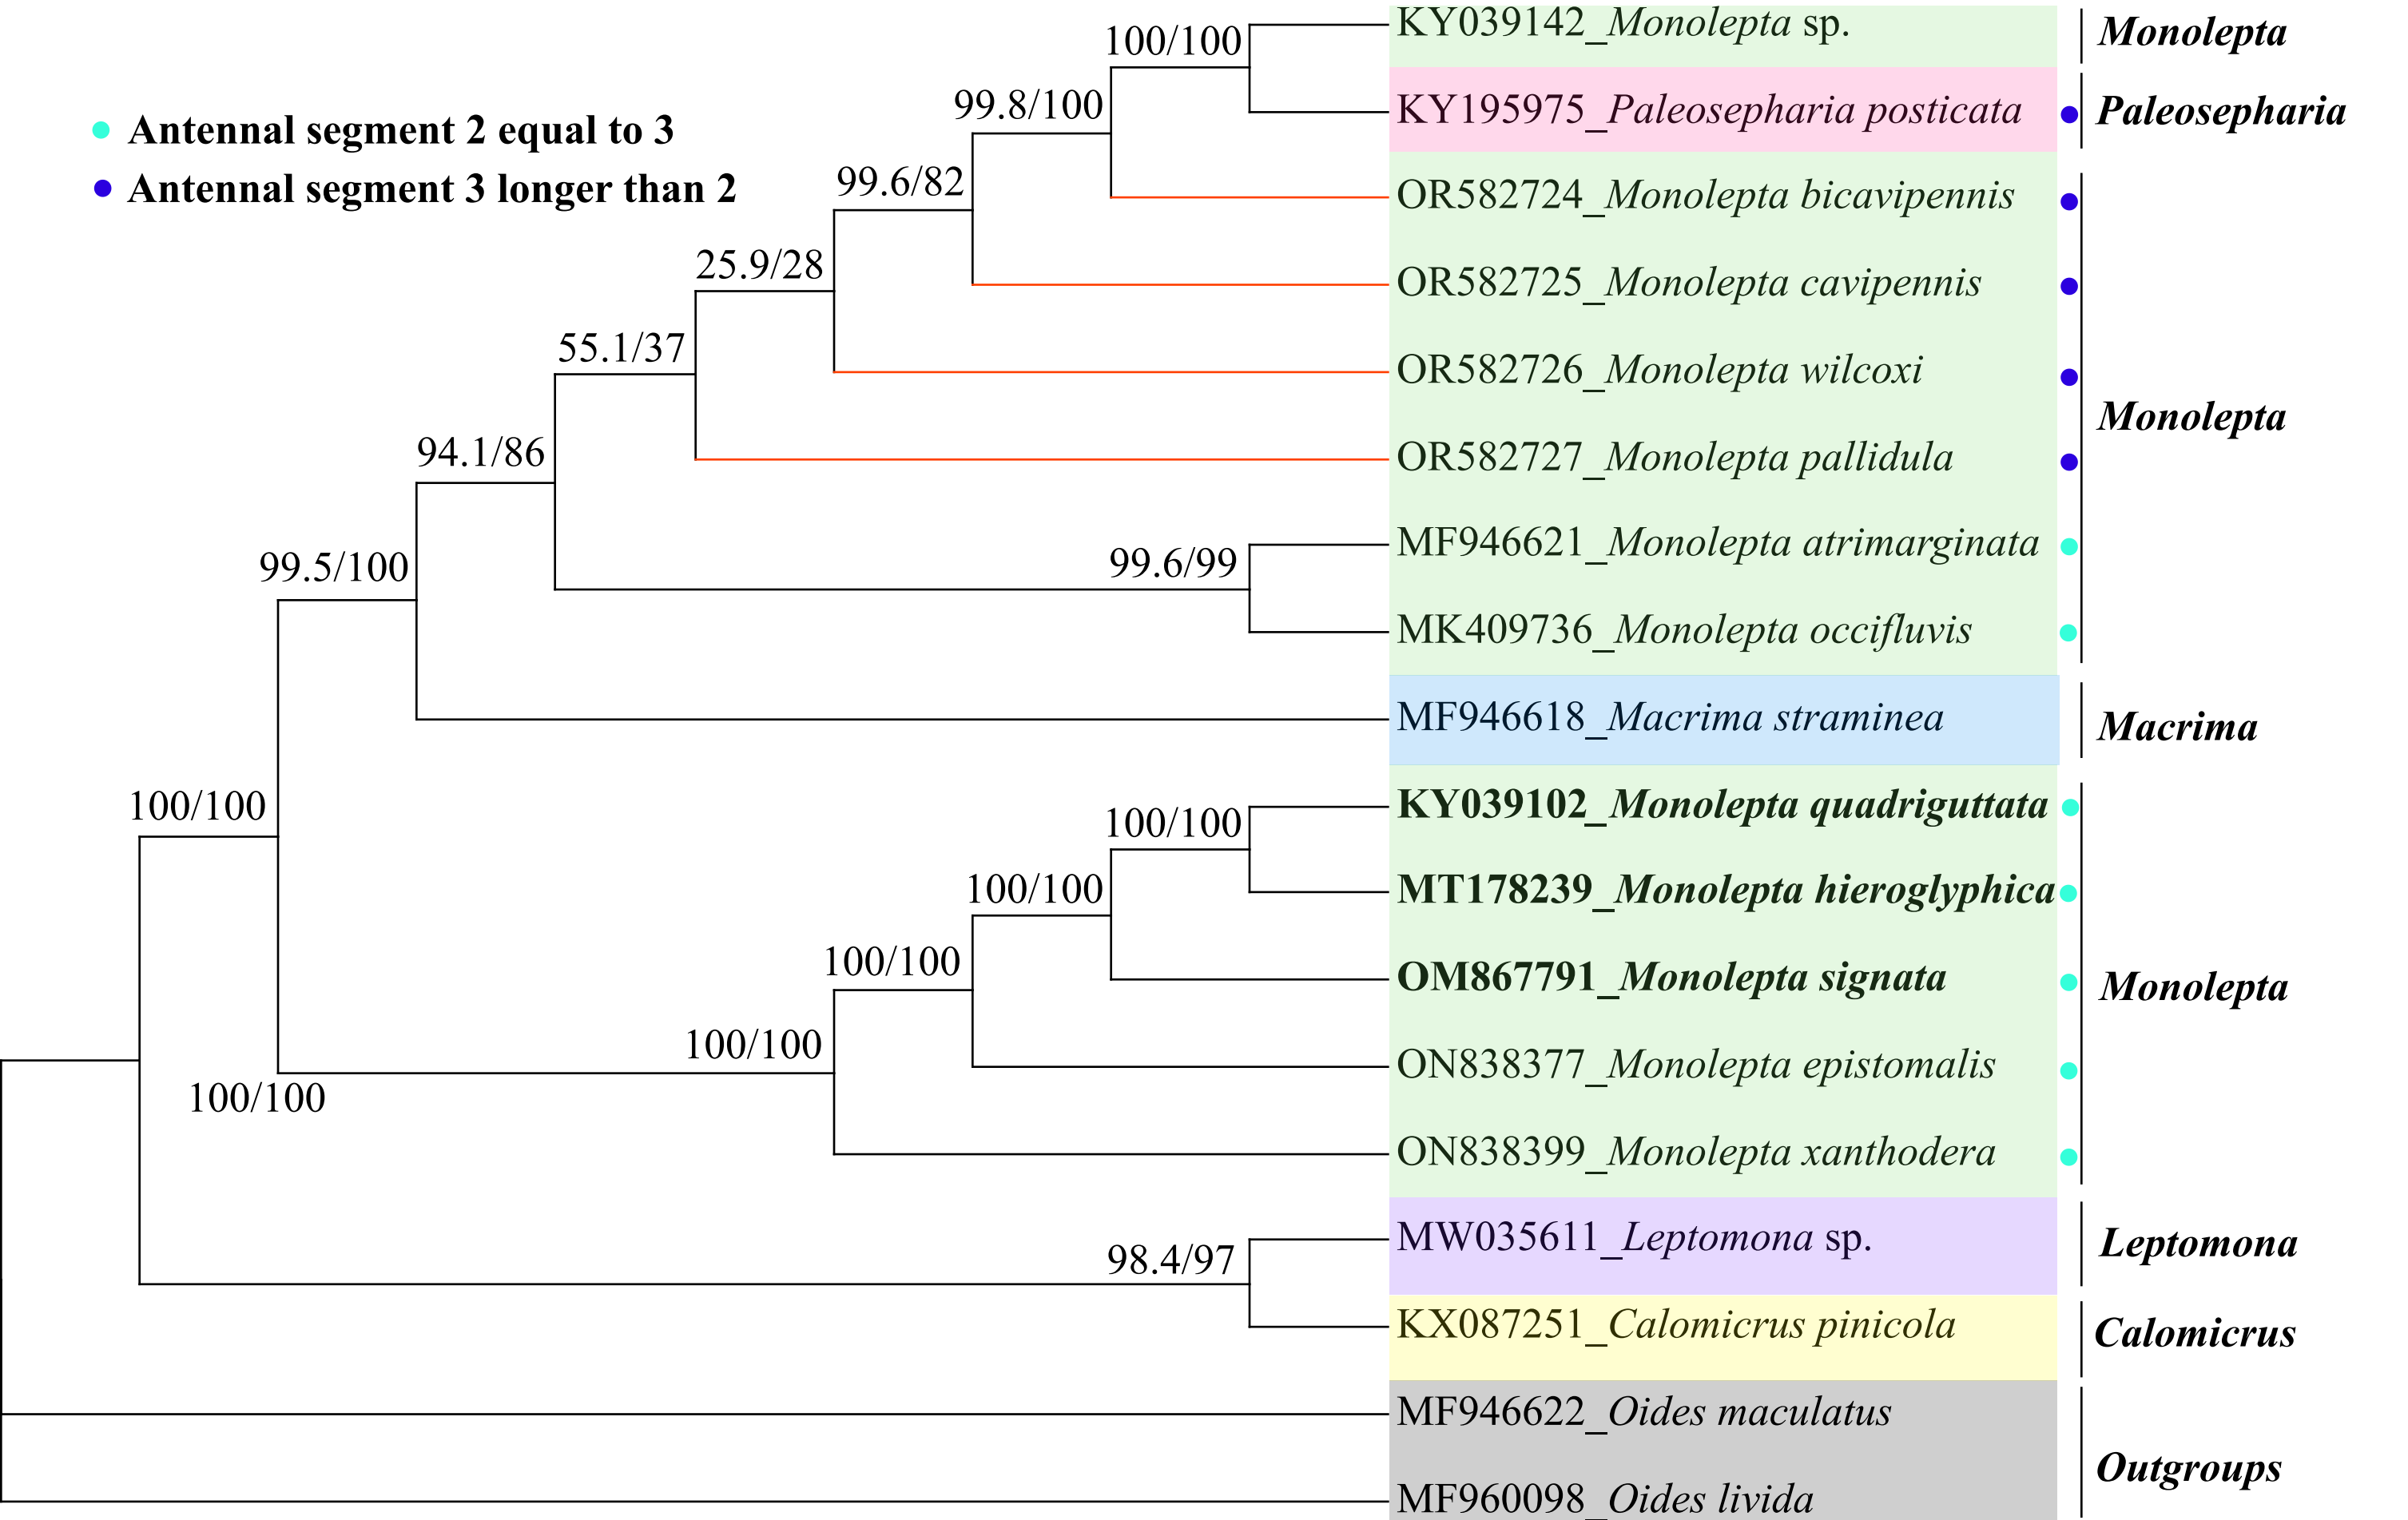 Antennal segment 2 equal to 3
Antennal segment 3 longer than 2
100/100
99.8/100
99.6/82
25.9/28
55.1/37
94.1/86
99.5/100
99.6/99
100/100
100/100
100/100
100/100
100/100
100/100
98.4/97
KY039142_Monolepta sp.
KY195975_Paleosepharia posticata
OR582724_Monolepta bicavipennis
OR582725_Monolepta cavipennis
OR582726_Monolepta wilcoxi
OR582727_Monolepta pallidula
MF946621_Monolepta atrimarginata
MK409736_Monolepta occifluvis
MF946618_Macrima straminea
KY039102_Monolepta quadriguttata
MT178239_Monolepta hieroglyphica
OM867791_Monolepta signata
ON838377_Monolepta epistomalis
ON838399_Monolepta xanthodera
MW035611_Leptomona sp.
KX087251_Calomicrus pinicola
MF946622_Oides maculatus
MF960098_Oides livida
Monolepta
Paleosepharia
Monolepta
Macrima
Monolepta
Leptomona
Calomicrus
Outgroups